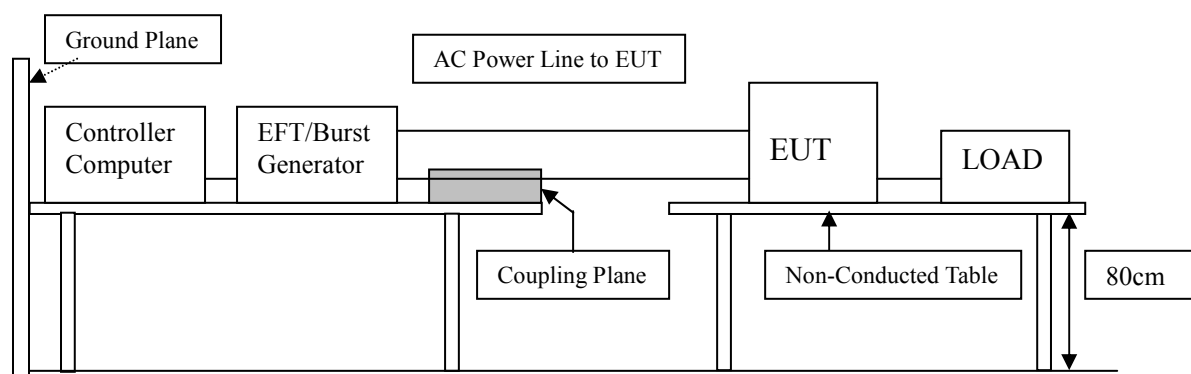 Ground Plane
AC Power Line to EUT
Controller
Computer
EFT/Burst
Generator
EUT
LOAD
Coupling Plane
Non-Conducted Table
80cm